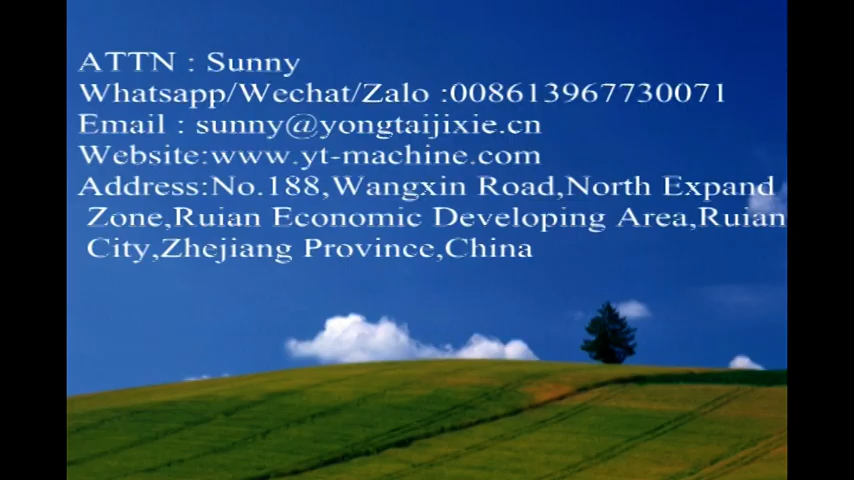 ATTN : Sunny
Whatsapp/Wechat/Zalo :008613967730071
Email : sunny@yongtaijixie.cn
Website:www.yt-machine.com
Address:No.188,Wangxin Road,North Expand
Zone,Ruian Economic Developing Area,Ruian
City,Zhejiang Province,China